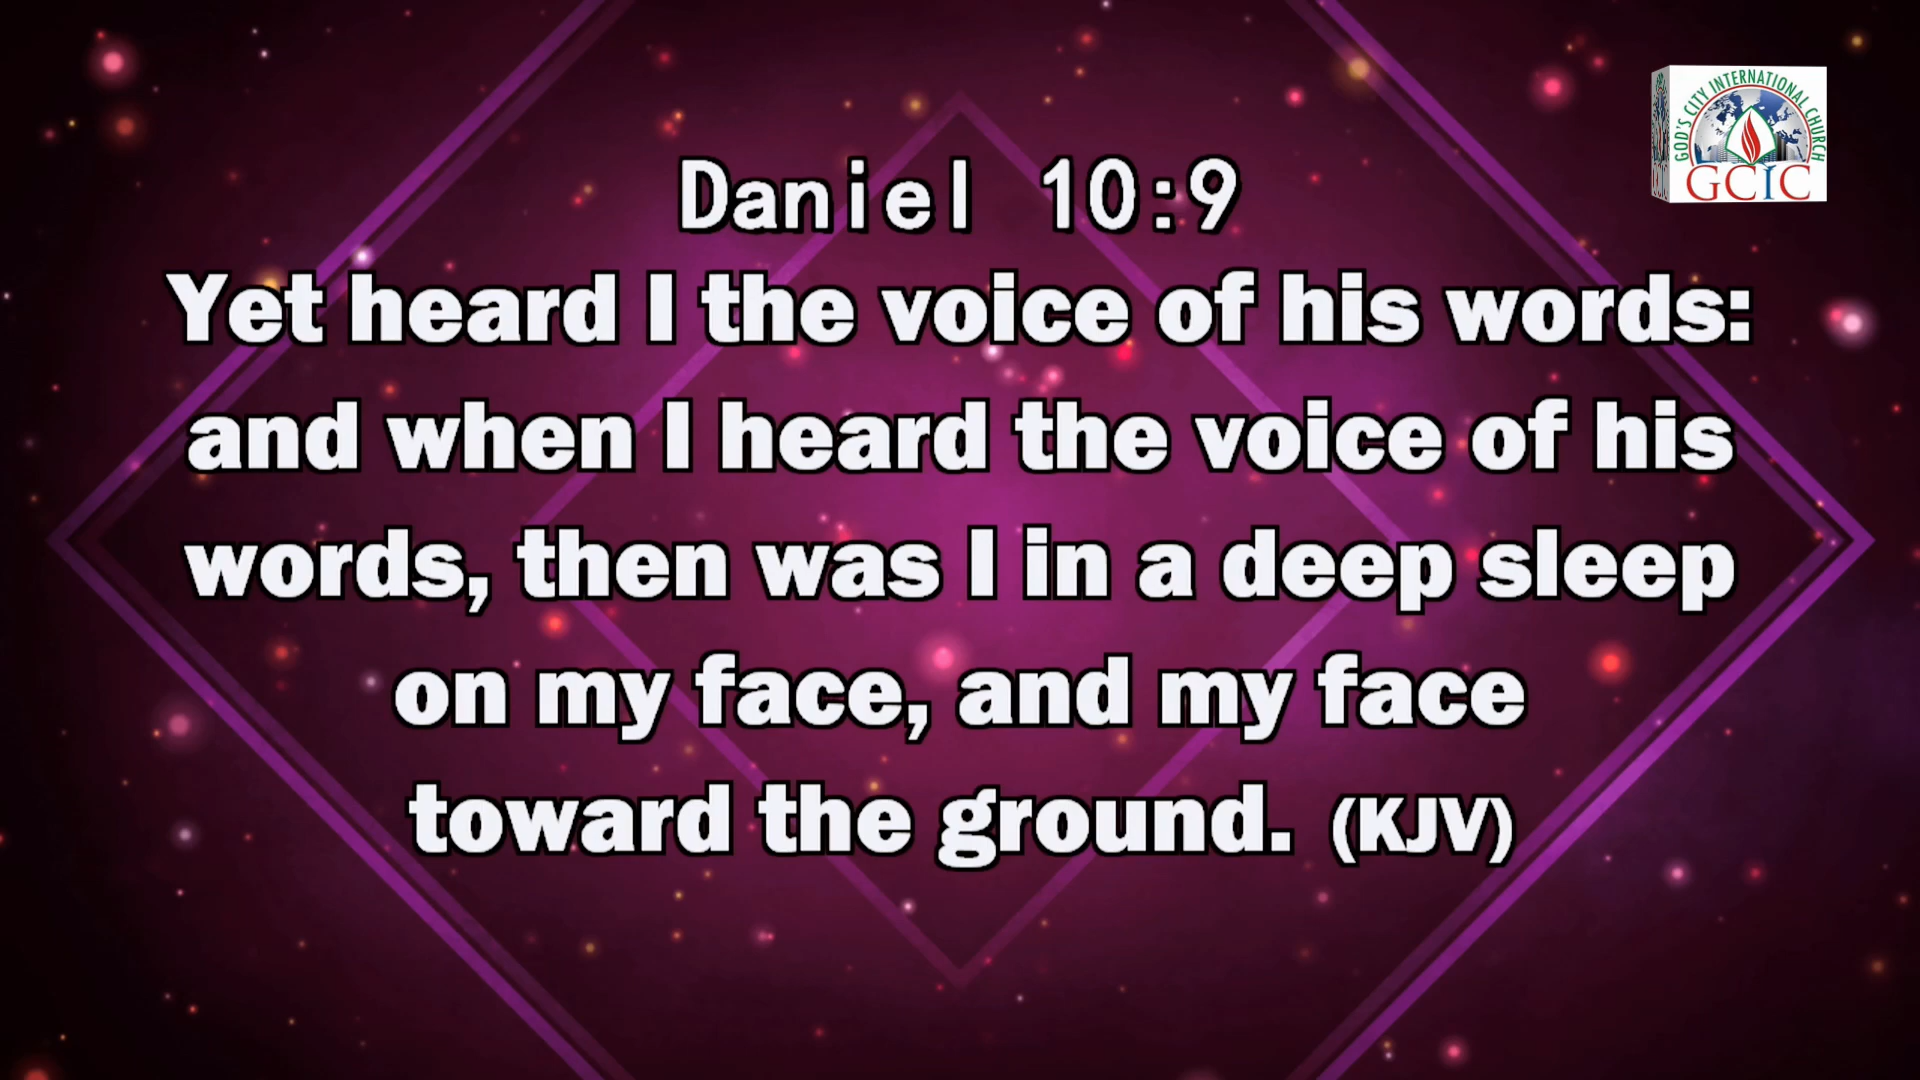 GOD'S CITY INTERNATIONAL CHURCH
GCIC
Daniel 10:9
Yet heard I the voice of his words:
and when I heard the voice of his
words, then was I in a deep sleep
on my face, and my face
toward the ground. (KJV)